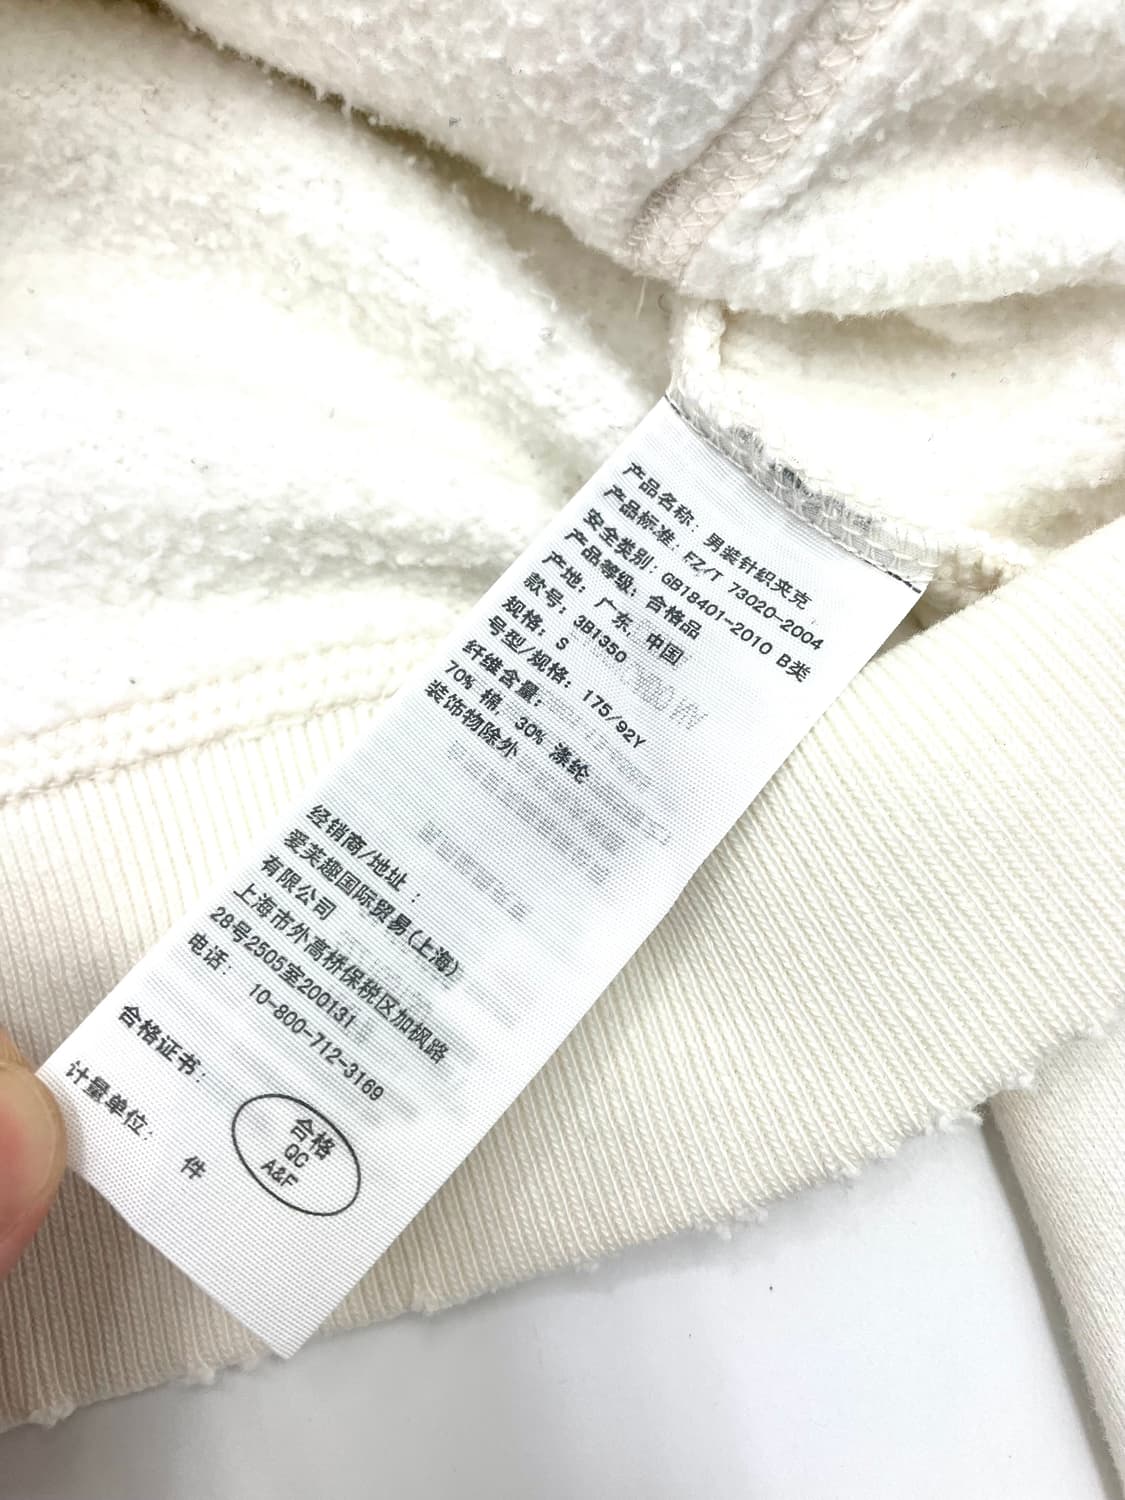 产品名称: 男装针织夹克
产品标准: FZ/T 73020-2004
安全类别: GB18401-2010 B类
产品等级: 合格品
产地: 广东, 中国
款号: 3B1350
规格: S
号型/规格: 175/92Y
纤维含量:
70% 棉, 30% 涤纶
装饰物除外
经销商/地址 :
爱芙趣国际贸易(上海)
有限公司
上海市外高桥保税区加枫路
28号2505室200131
电话: 10-800-712-3169
合格证书:
合格
QC
A&F
计量单位: 件